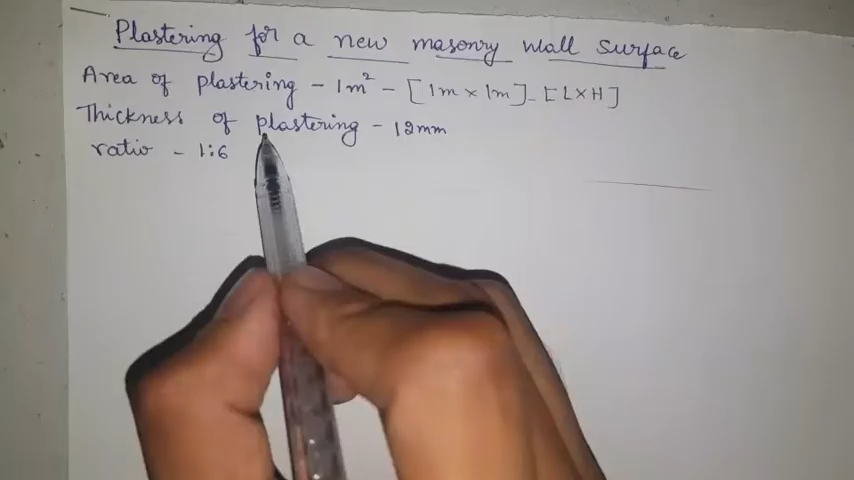 Plastering for a new masonry wall surface
Area of plastering - 1m² - [1m × 1m] - [L×H]
Thickness of plastering - 12mm
ratio - 1:6